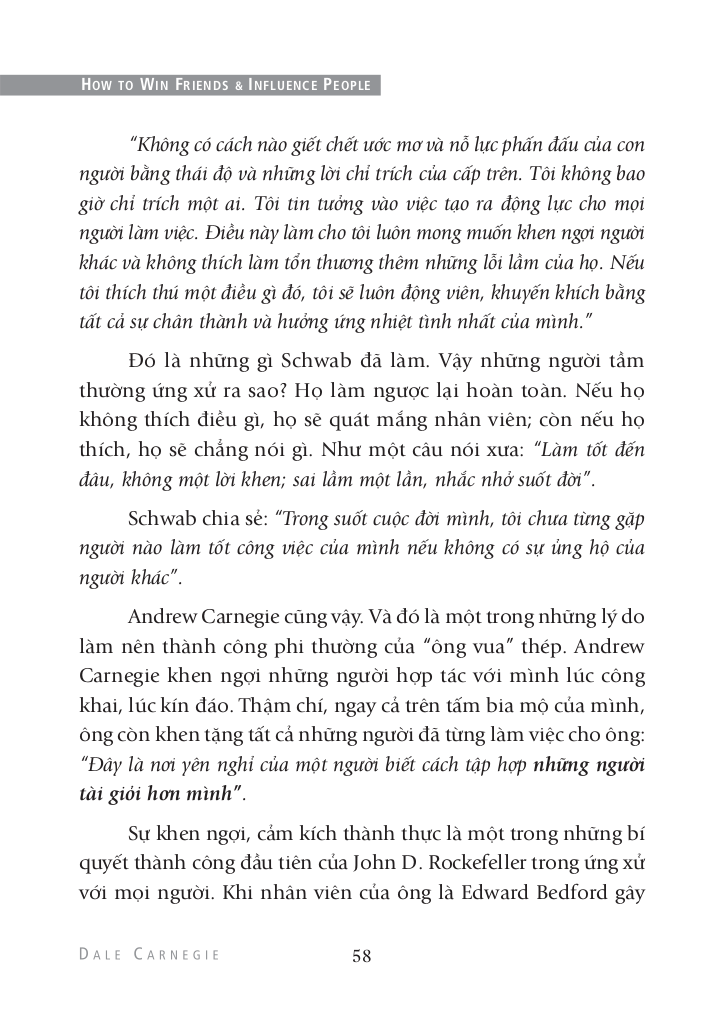 HOW TO WIN FRIENDS & INFLUENCE PEOPLE
“Không có cách nào giết chết ước mơ và nỗ lực phấn đấu của con
người bằng thái độ và những lời chỉ trích của cấp trên. Tôi không bao
giờ chỉ trích một ai. Tôi tin tưởng vào việc tạo ra động lực cho mọi
người làm việc. Điều này làm cho tôi luôn mong muốn khen ngợi người
khác và không thích làm tổn thương thêm những lỗi lầm của họ. Nếu
tôi thích thú một điều gì đó, tôi sẽ luôn động viên, khuyến khích bằng
tất cả sự chân thành và hưởng ứng nhiệt tình nhất của mình.”
Đó là những gì Schwab đã làm. Vậy những người tầm
thường ứng xử ra sao? Họ làm ngược lại hoàn toàn. Nếu họ
không thích điều gì, họ sẽ quát mắng nhân viên; còn nếu họ
thích, họ sẽ chẳng nói gì. Như một câu nói xưa: “Làm tốt đến
đâu, không một lời khen; sai lầm một lần, nhắc nhở suốt đời”.
Schwab chia sẻ: “Trong suốt cuộc đời mình, tôi chưa từng gặp
người nào làm tốt công việc của mình nếu không có sự ủng hộ của
người khác”.
Andrew Carnegie cũng vậy. Và đó là một trong những lý do
làm nên thành công phi thường của “ông vua” thép. Andrew
Carnegie khen ngợi những người hợp tác với mình lúc công
khai, lúc kín đáo. Thậm chí, ngay cả trên tấm bia mộ của mình,
ông còn khen tặng tất cả những người đã từng làm việc cho ông:
“Đây là nơi yên nghỉ của một người biết cách tập hợp những người
tài giỏi hơn mình”.
Sự khen ngợi, cảm kích thành thực là một trong những bí
quyết thành công đầu tiên của John D. Rockefeller trong ứng xử
với mọi người. Khi nhân viên của ông là Edward Bedford gây
DALE CARNEGIE
58